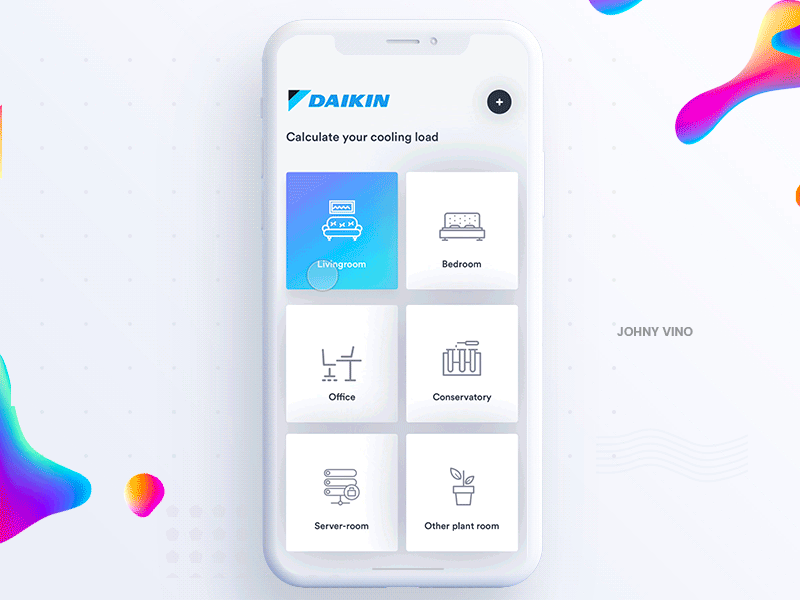 DAIKIN
+
Calculate your cooling load
Livingroom
Bedroom
Office
Conservatory
Server-room
Other plant room
JOHNY VINO